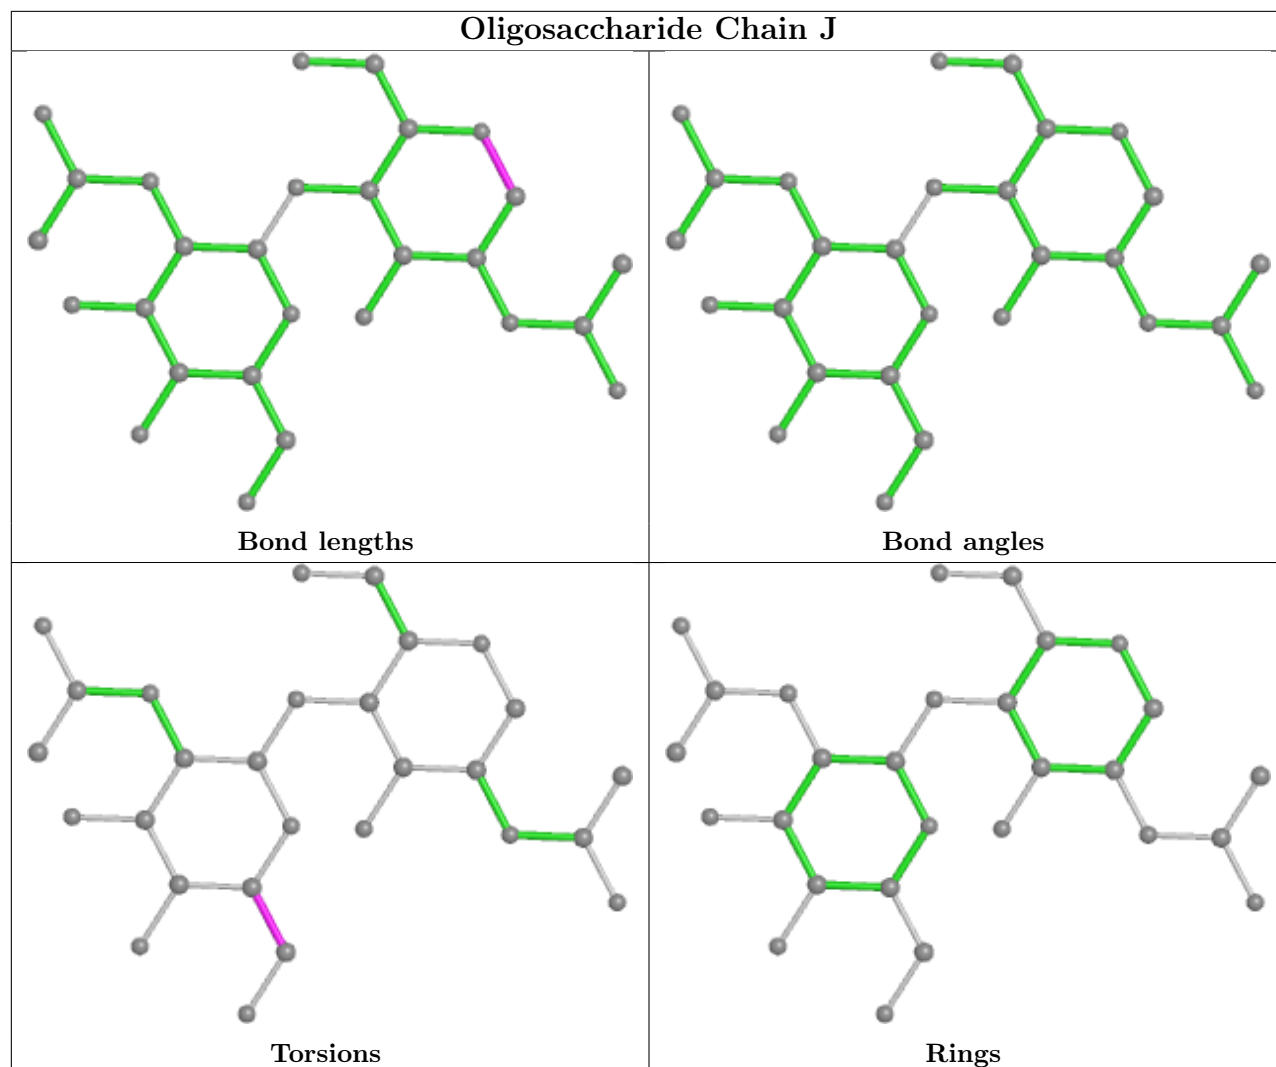 Oligosaccharide Chain J
Bond lengths
Bond angles
Torsions
Rings